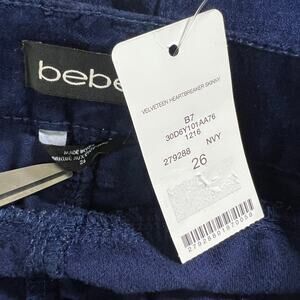 bebe
VELVETEEN HEARTBREAKER SKINNY
B7
30D6Y101AA76
1216
279288 NVY
26